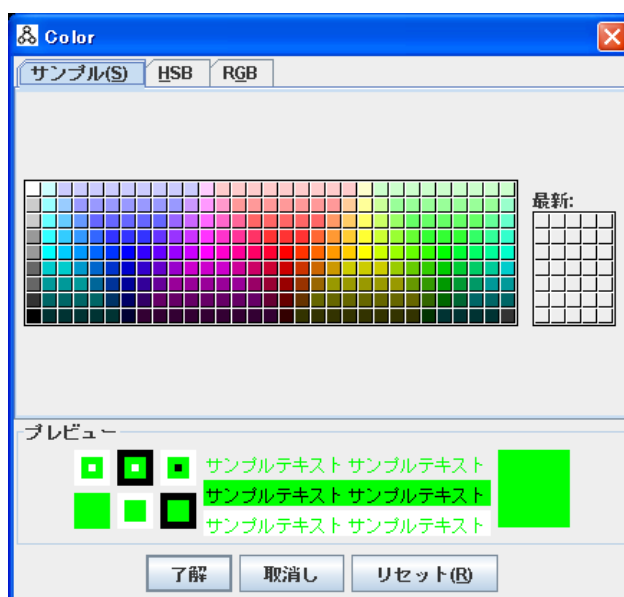 Color
サンプル(S) HSB RGB
最新:
プレビュー
サンプルテキスト サンプルテキスト
サンプルテキスト サンプルテキスト
サンプルテキスト サンプルテキスト
了解 取消し リセット(R)